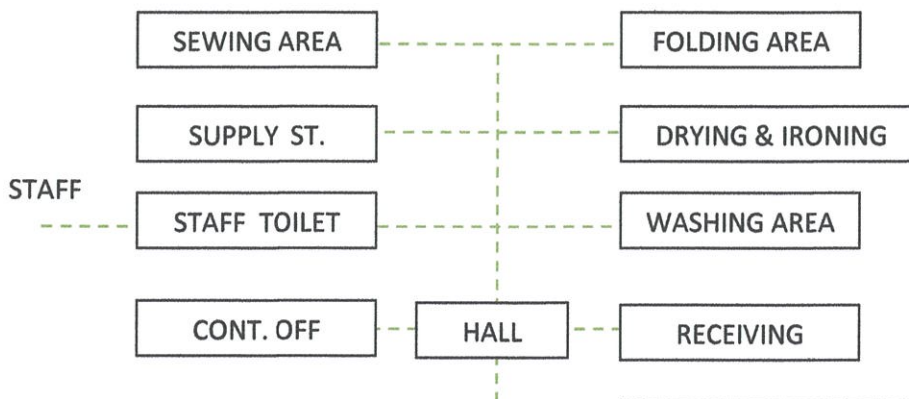 SEWING AREA
FOLDING AREA
SUPPLY ST.
DRYING & IRONING
STAFF
STAFF TOILET
WASHING AREA
CONT. OFF
HALL
RECEIVING